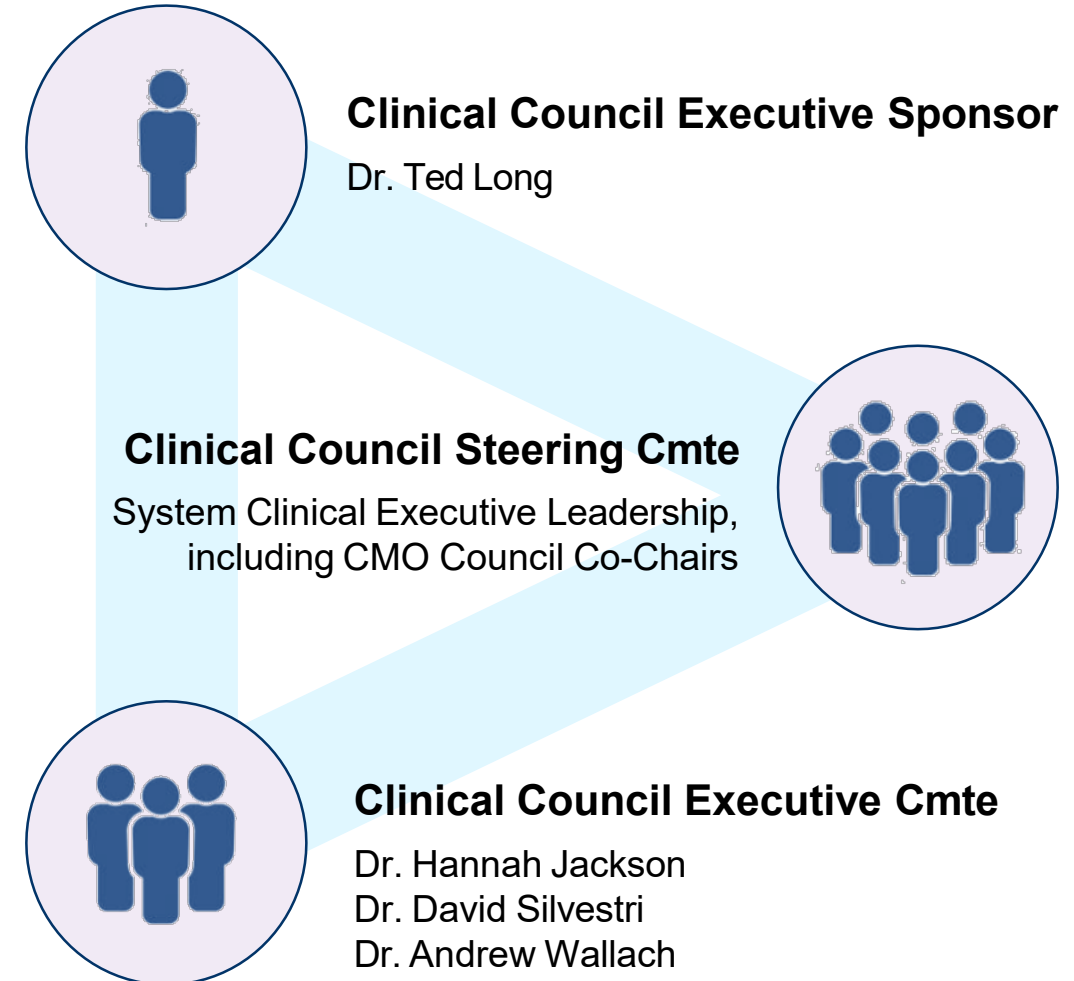 Clinical Council Executive Sponsor
Dr. Ted Long
Clinical Council Steering Cmte
System Clinical Executive Leadership,
including CMO Council Co-Chairs
Clinical Council Executive Cmte
Dr. Hannah Jackson
Dr. David Silvestri
Dr. Andrew Wallach